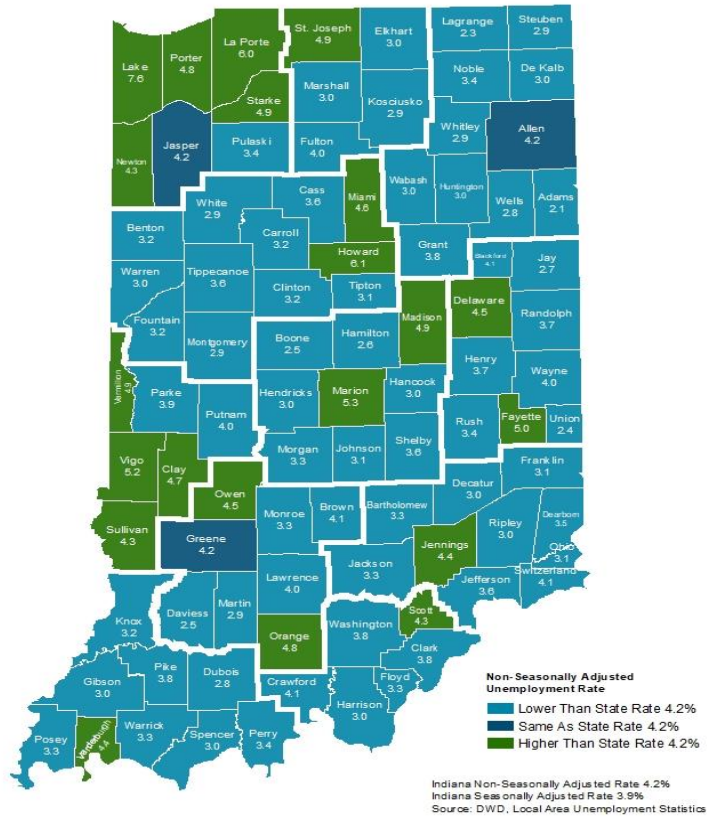 Lake
7.6
Porter
4.8
La Porte
6.0
St. Joseph
4.9
Elkhart
3.0
Lagrange
2.3
Steuben
2.9
Noble
3.4
De Kalb
3.0
Starke
4.9
Marshall
3.0
Kosciusko
2.9
Whitley
2.9
Allen
4.2
Newton
4.3
Jasper
4.2
Pulaski
3.4
Fulton
4.0
Cass
3.6
Miami
4.6
Wabash
3.0
Huntington
3.0
Wells
2.8
Adams
2.1
White
2.9
Benton
3.2
Carroll
3.2
Howard
6.1
Grant
3.8
Blackford
4.1
Jay
2.7
Warren
3.0
Tippecanoe
3.6
Clinton
3.2
Tipton
3.1
Madison
4.9
Delaware
4.5
Randolph
3.7
Fountain
3.2
Montgomery
2.9
Boone
2.5
Hamilton
2.6
Henry
3.7
Wayne
4.0
Vermillion
4.9
Parke
3.9
Putnam
4.0
Hendricks
3.0
Marion
5.3
Hancock
3.0
Rush
3.4
Fayette
5.0
Union
2.4
Vigo
5.2
Clay
4.7
Morgan
3.3
Johnson
3.1
Shelby
3.6
Franklin
3.1
Owen
4.5
Decatur
3.0
Sullivan
4.3
Greene
4.2
Monroe
3.3
Brown
4.1
Bartholomew
3.3
Ripley
3.0
Dearborn
3.5
Jennings
4.4
Ohio
3.1
Switzerland
4.1
Jackson
3.3
Jefferson
3.6
Lawrence
4.0
Knox
3.2
Daviess
2.5
Martin
2.9
Orange
4.8
Washington
3.8
Scott
4.3
Clark
3.8
Gibson
3.0
Pike
3.8
Dubois
2.8
Crawford
4.1
Floyd
3.3
Harrison
3.0
Posey
3.3
4.4
Warrick
3.3
Spencer
3.0
Perry
3.4
Non-Seasonally Adjusted
Unemployment Rate
Lower Than State Rate 4.2%
Same As State Rate 4.2%
Higher Than State Rate 4.2%
Indiana Non-Seasonally Adjusted Rate 4.2%
Indiana Seasonally Adjusted Rate 3.9%
Source: DWD, Local Area Unemployment Statistics